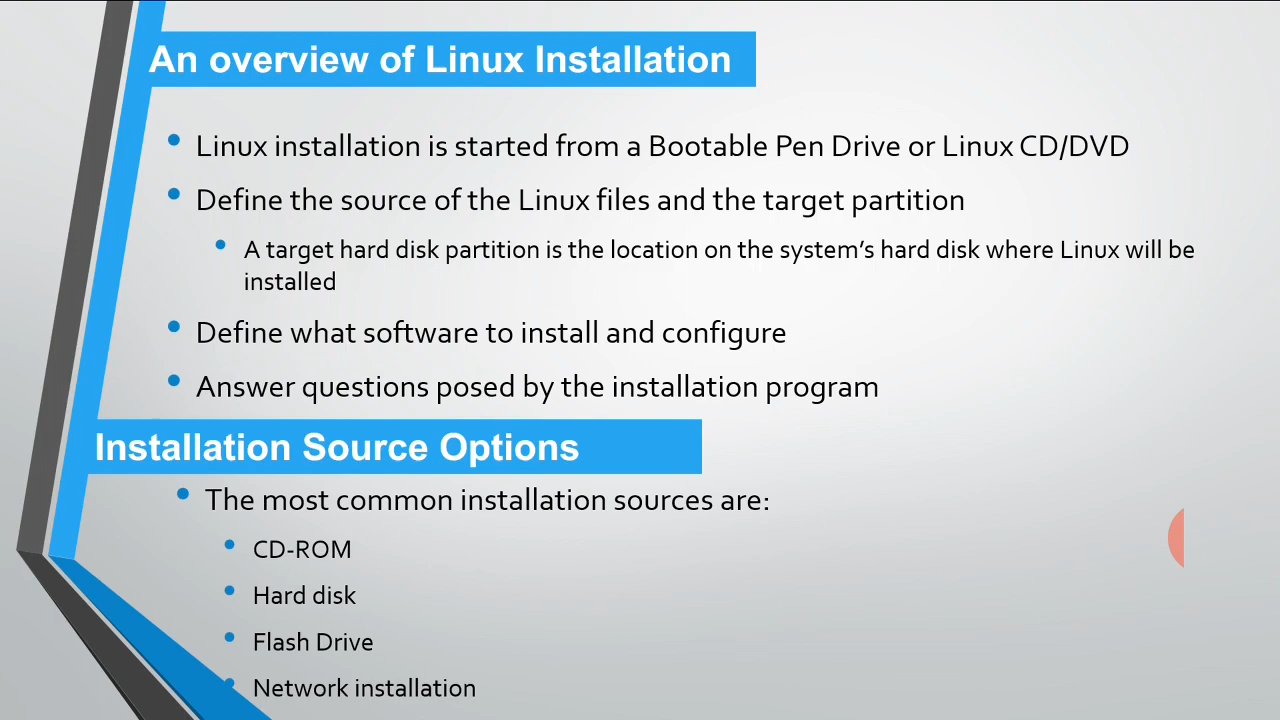 An overview of Linux Installation
Linux installation is started from a Bootable Pen Drive or Linux CD/DVD
Define the source of the Linux files and the target partition
A target hard disk partition is the location on the system’s hard disk where Linux will be
installed
Define what software to install and configure
Answer questions posed by the installation program
Installation Source Options
The most common installation sources are:
CD-ROM
Hard disk
Flash Drive
Network installation